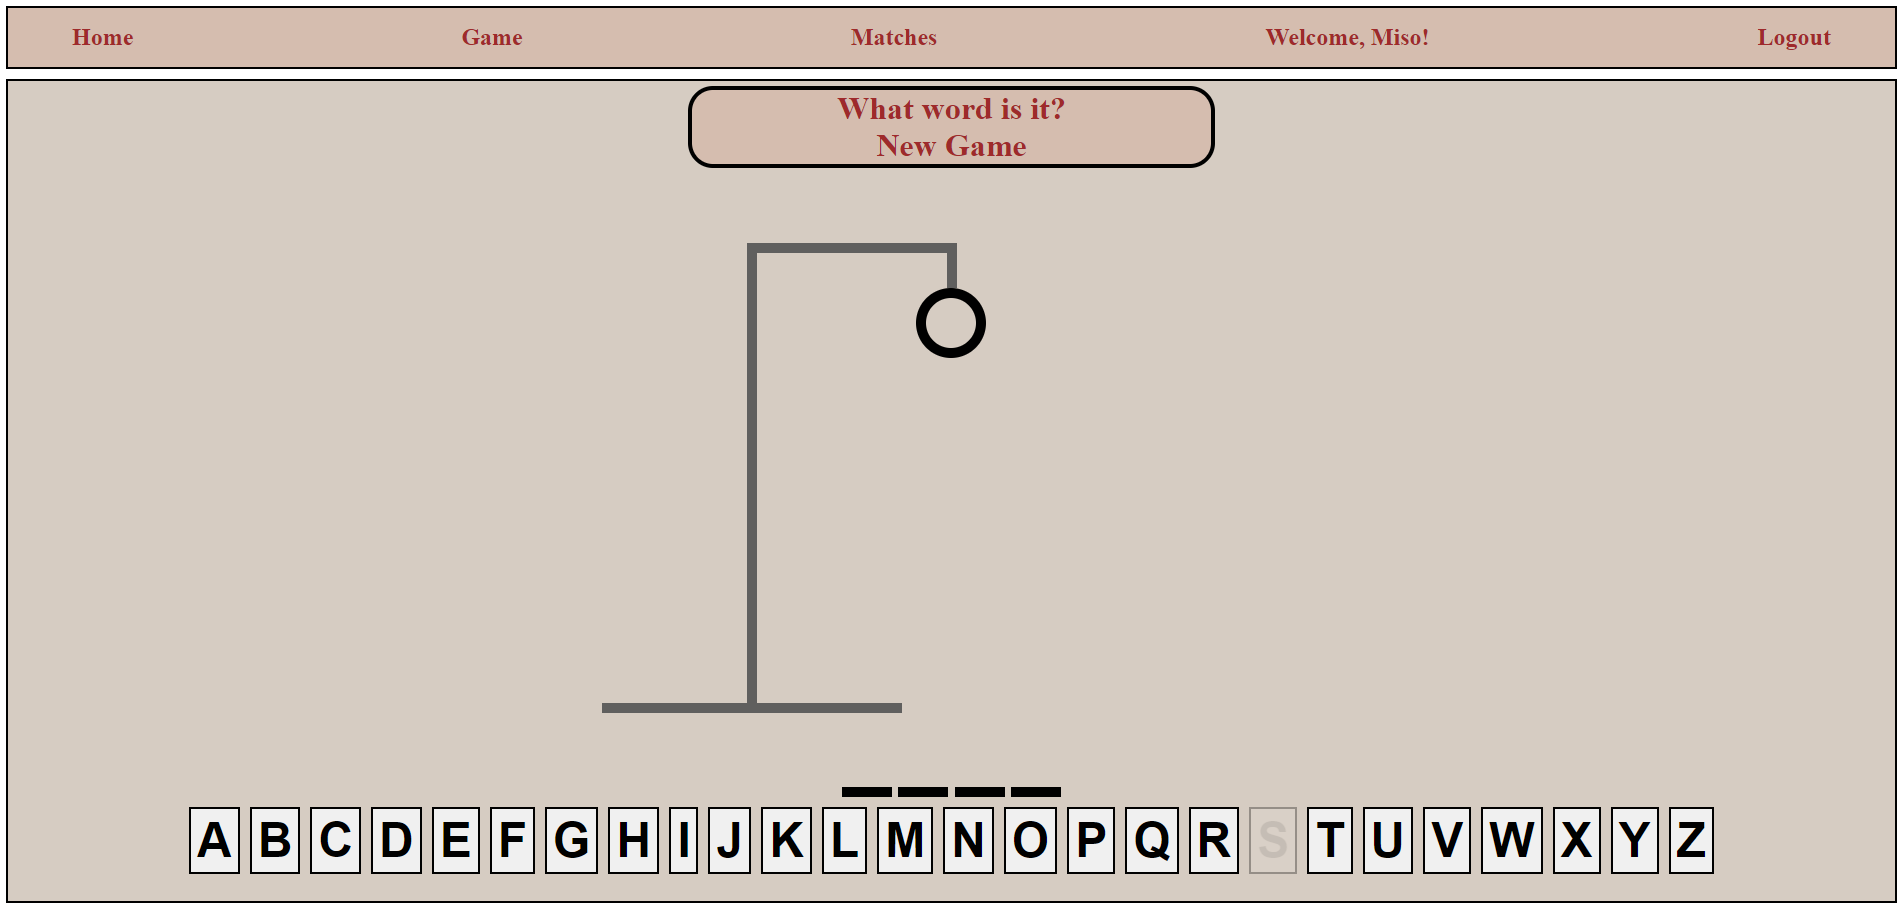 Home Game Matches Welcome, Miso! Logout
What word is it?
New Game
A B C D E F G H I J K L M N O P Q R S T U V W X Y Z